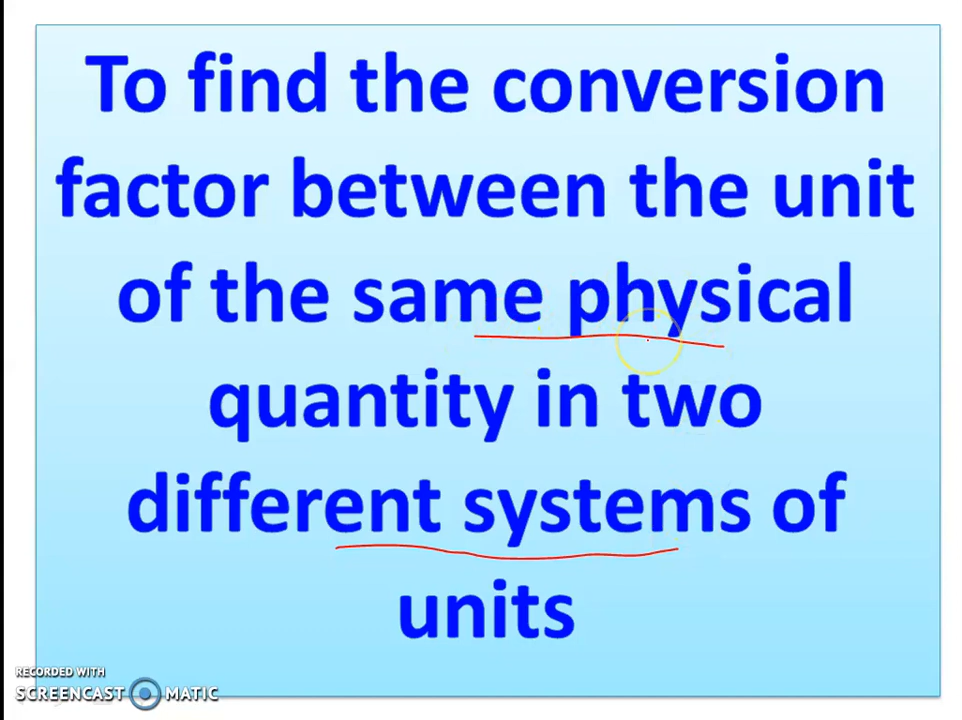 To find the conversion
factor between the unit
of the same physical
quantity in two
different systems of
units
RECORDED WITH
SCREENCAST MATIC